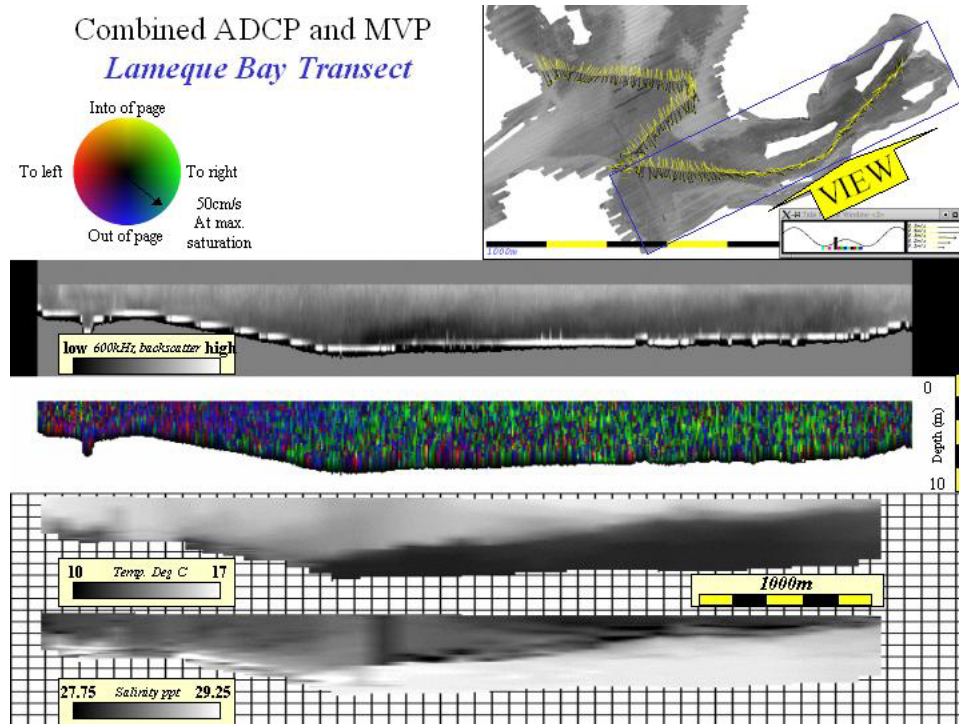 Combined ADCP and MVP
Lameque Bay Transect
Into of page
To left
To right
Out of page
50cm/s
At max.
saturation
VIEW
1000m
low 600kHz, backscatter high
0
Depth (m)
10
10 Temp. Deg C 17
1000m
27.75 Salinity ppt 29.25